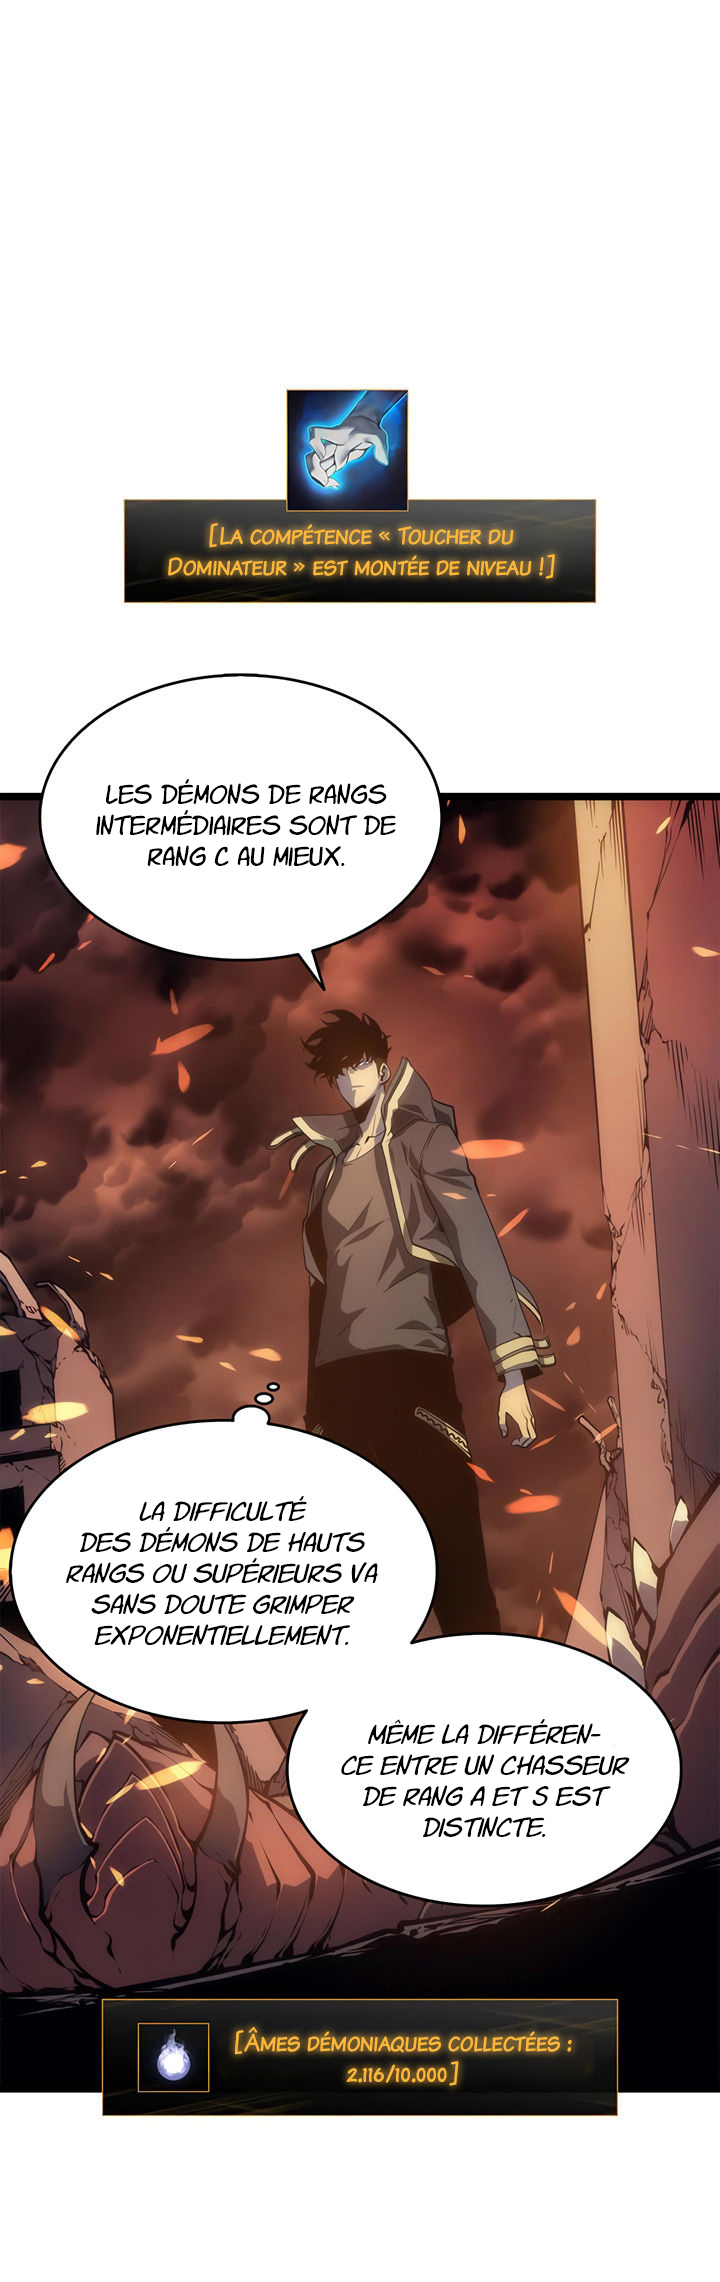 [La compétence « Toucher du
Dominateur » est montée de niveau !]
LES DÉMONS DE RANGS
INTERMÉDIAIRES SONT DE
RANG C AU MIEUX.
LA DIFFICULTÉ
DES DÉMONS DE HAUTS
RANGS OU SUPÉRIEURS VA
SANS DOUTE GRIMPER
EXPONENTIELLEMENT.
MÊME LA DIFFÉREN-
CE ENTRE UN CHASSEUR
DE RANG A ET S EST
DISTINCTE.
[Âmes démoniaques collectées :
2.116/10.000]